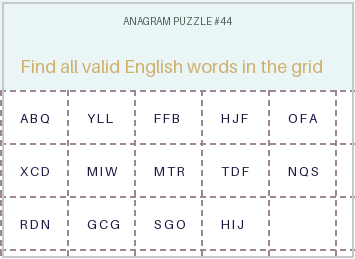 ANAGRAM PUZZLE #44
Find all valid English words in the grid
ABQ YLL FFB HJF OFA
XCD MIW MTR TDF NQS
RDN GCG SGO HIJ